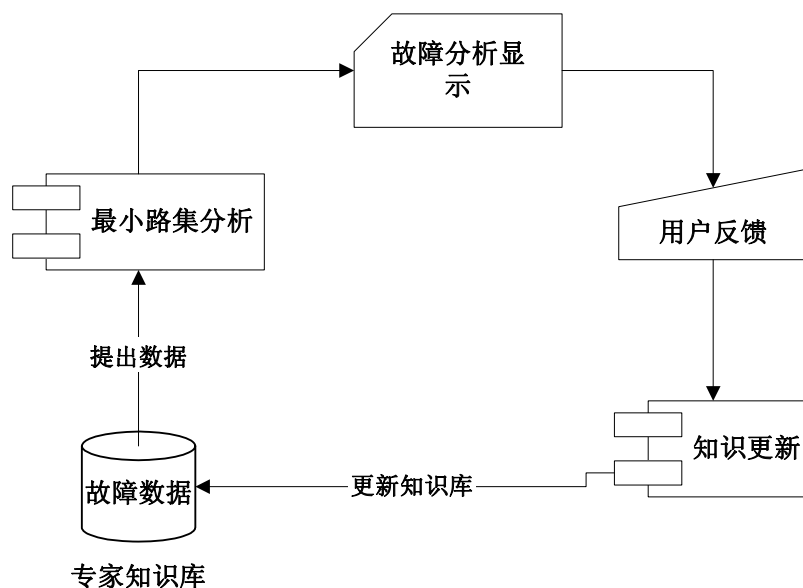 故障分析显
示
最小路集分析
用户反馈
提出数据
知识更新
故障数据
更新知识库
专家知识库